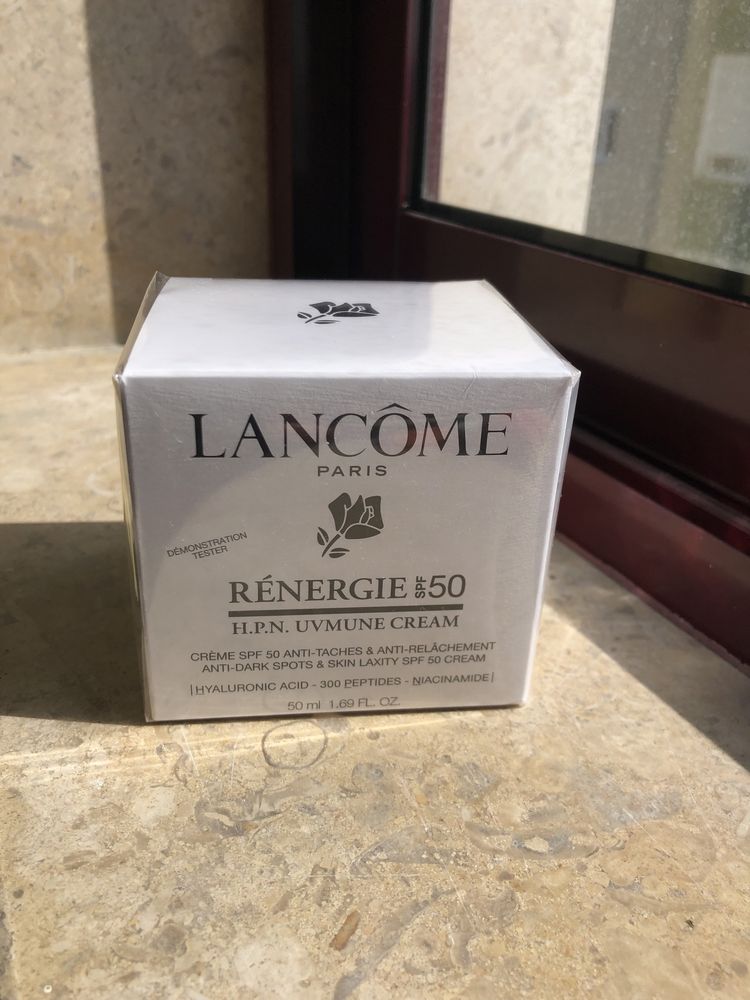 LANCÔME
PARIS
DÉMONSTRATION
TESTER
RÉNERGIE SPF 50
H.P.N. UVMUNE CREAM
CRÈME SPF 50 ANTI-TACHES & ANTI-RELÂCHEMENT
ANTI-DARK SPOTS & SKIN LAXITY SPF 50 CREAM
|HYALURONIC ACID - 300 PEPTIDES - NIACINAMIDE|
50 ml 1.69 FL. OZ.